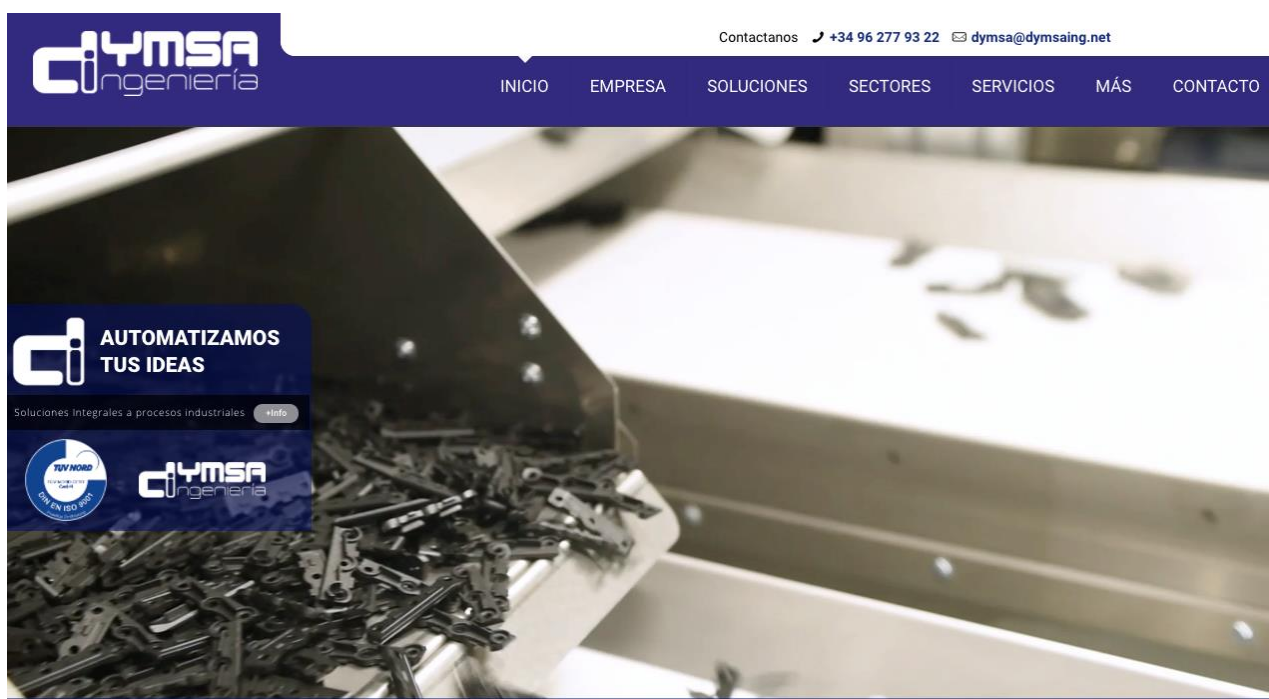 dymsa
ingeniería
Contactanos +34 96 277 93 22 dymsa@dymsaing.net
INICIO EMPRESA SOLUCIONES SECTORES SERVICIOS MÁS CONTACTO
AUTOMATIZAMOS
TUS IDEAS
Soluciones Integrales a procesos industriales +Info
TUV NORD
DIN EN ISO 9001
dymsa
ingeniería